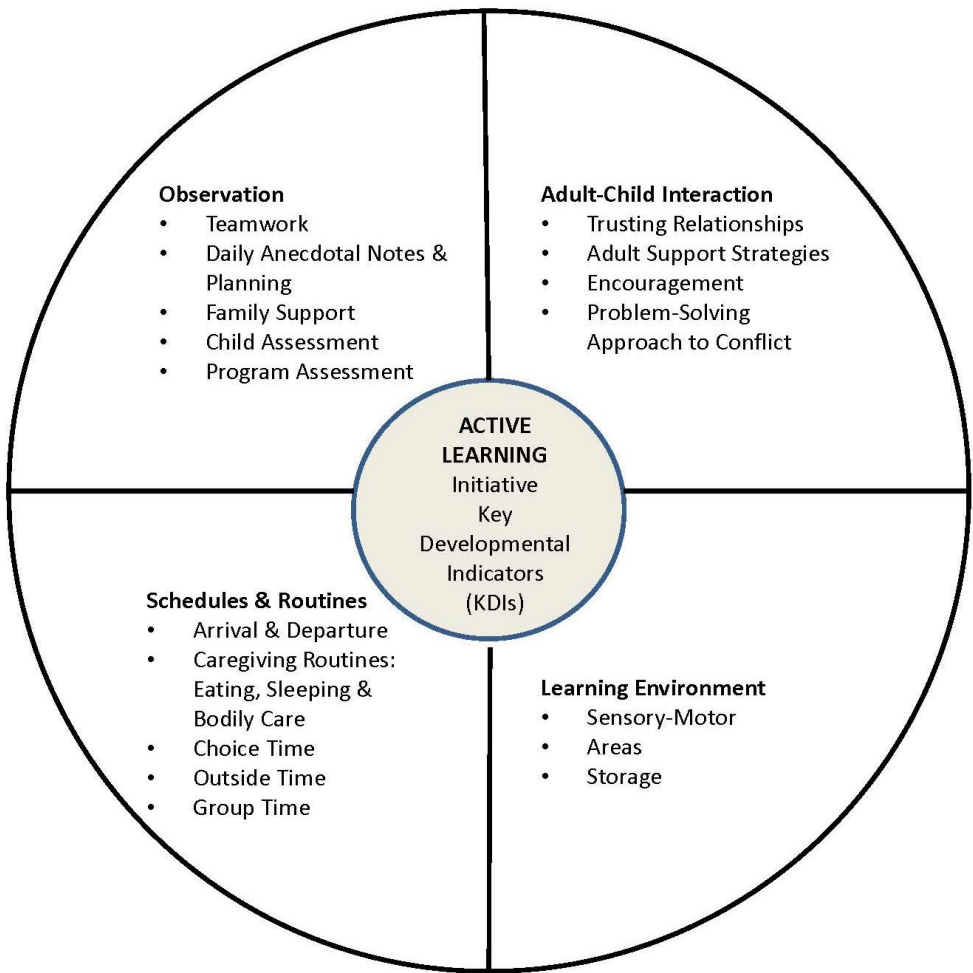 Observation
• Teamwork
• Daily Anecdotal Notes &
Planning
• Family Support
• Child Assessment
• Program Assessment
Adult-Child Interaction
• Trusting Relationships
• Adult Support Strategies
• Encouragement
• Problem-Solving
Approach to Conflict
ACTIVE
LEARNING
Initiative
Key
Developmental
Indicators
(KDIs)
Schedules & Routines
• Arrival & Departure
• Caregiving Routines:
Eating, Sleeping &
Bodily Care
• Choice Time
• Outside Time
• Group Time
Learning Environment
• Sensory-Motor
• Areas
• Storage